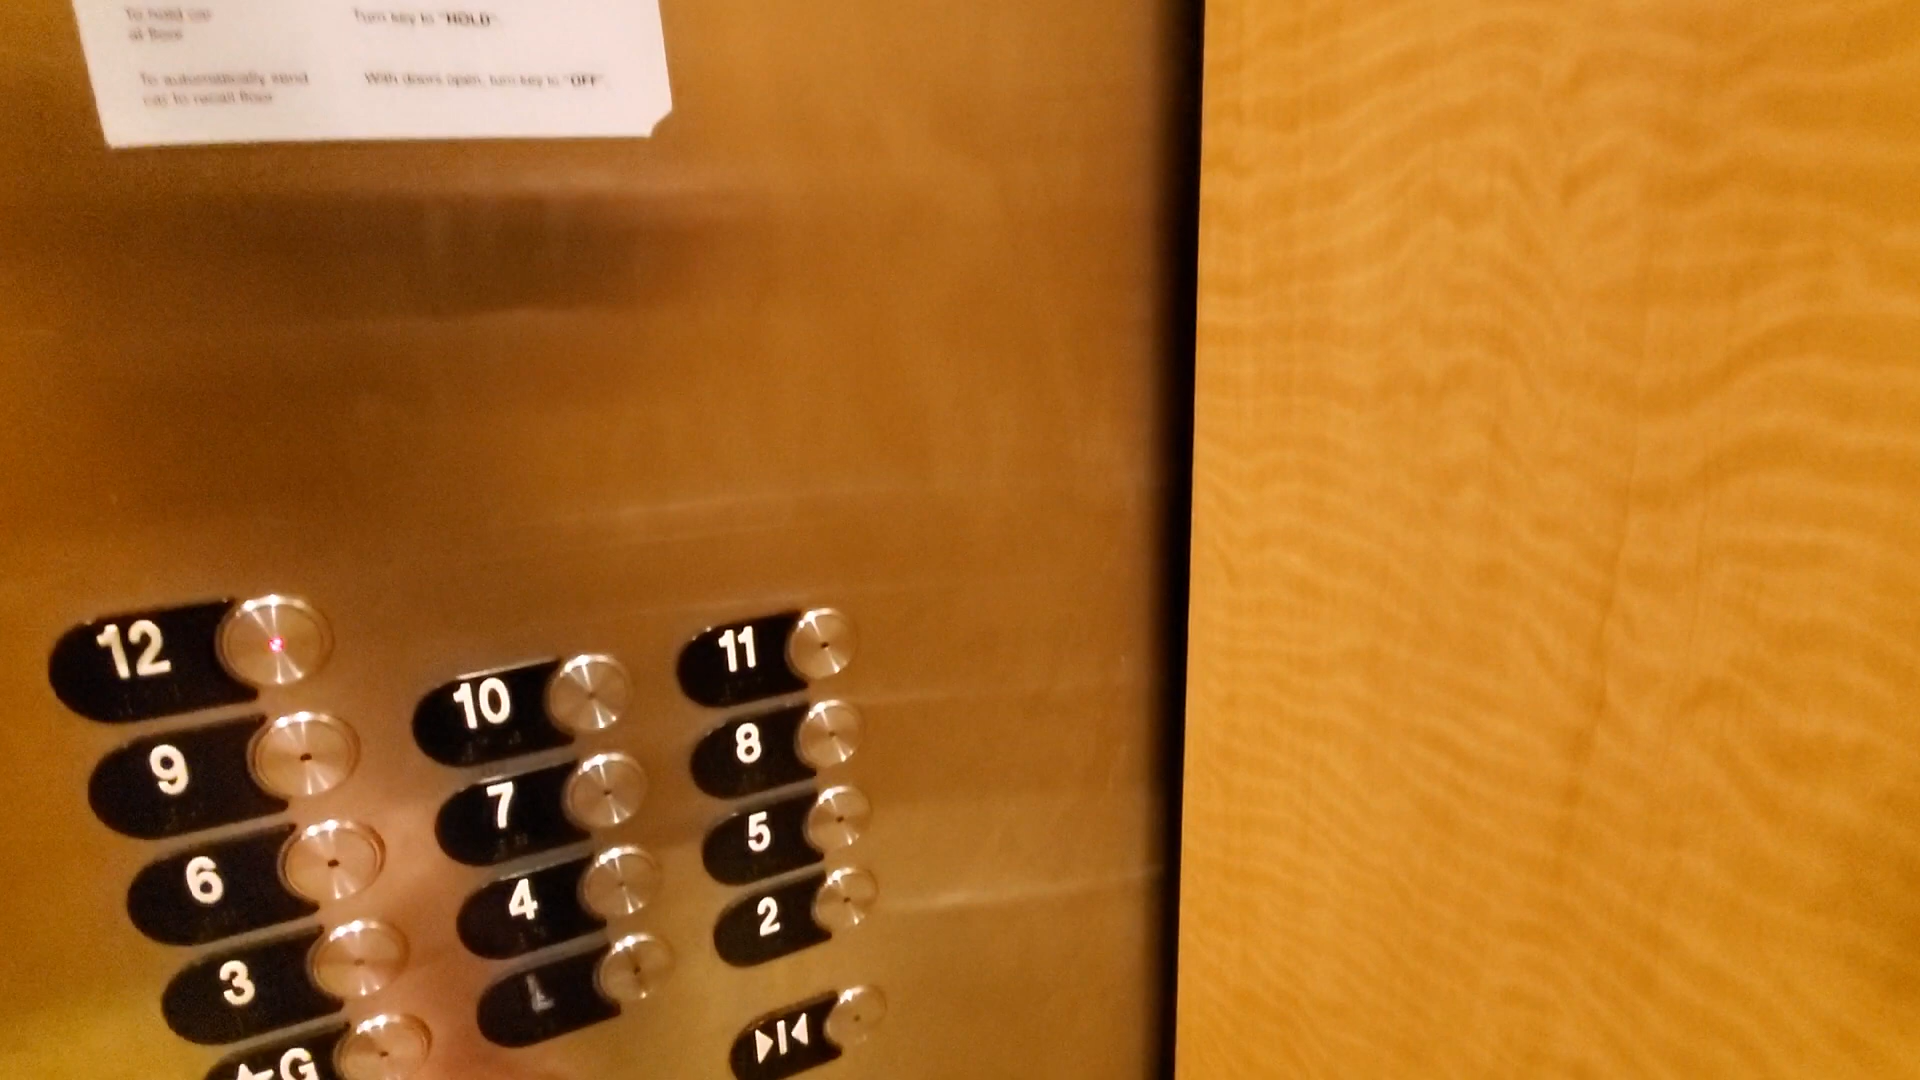 To hold car
at floor
Turn key to "HOLD".
To automatically send
car to recall floor
With doors open, turn key to "OFF".
12
10
11
9
7
8
6
4
5
3
L
2
★G
▶|◀